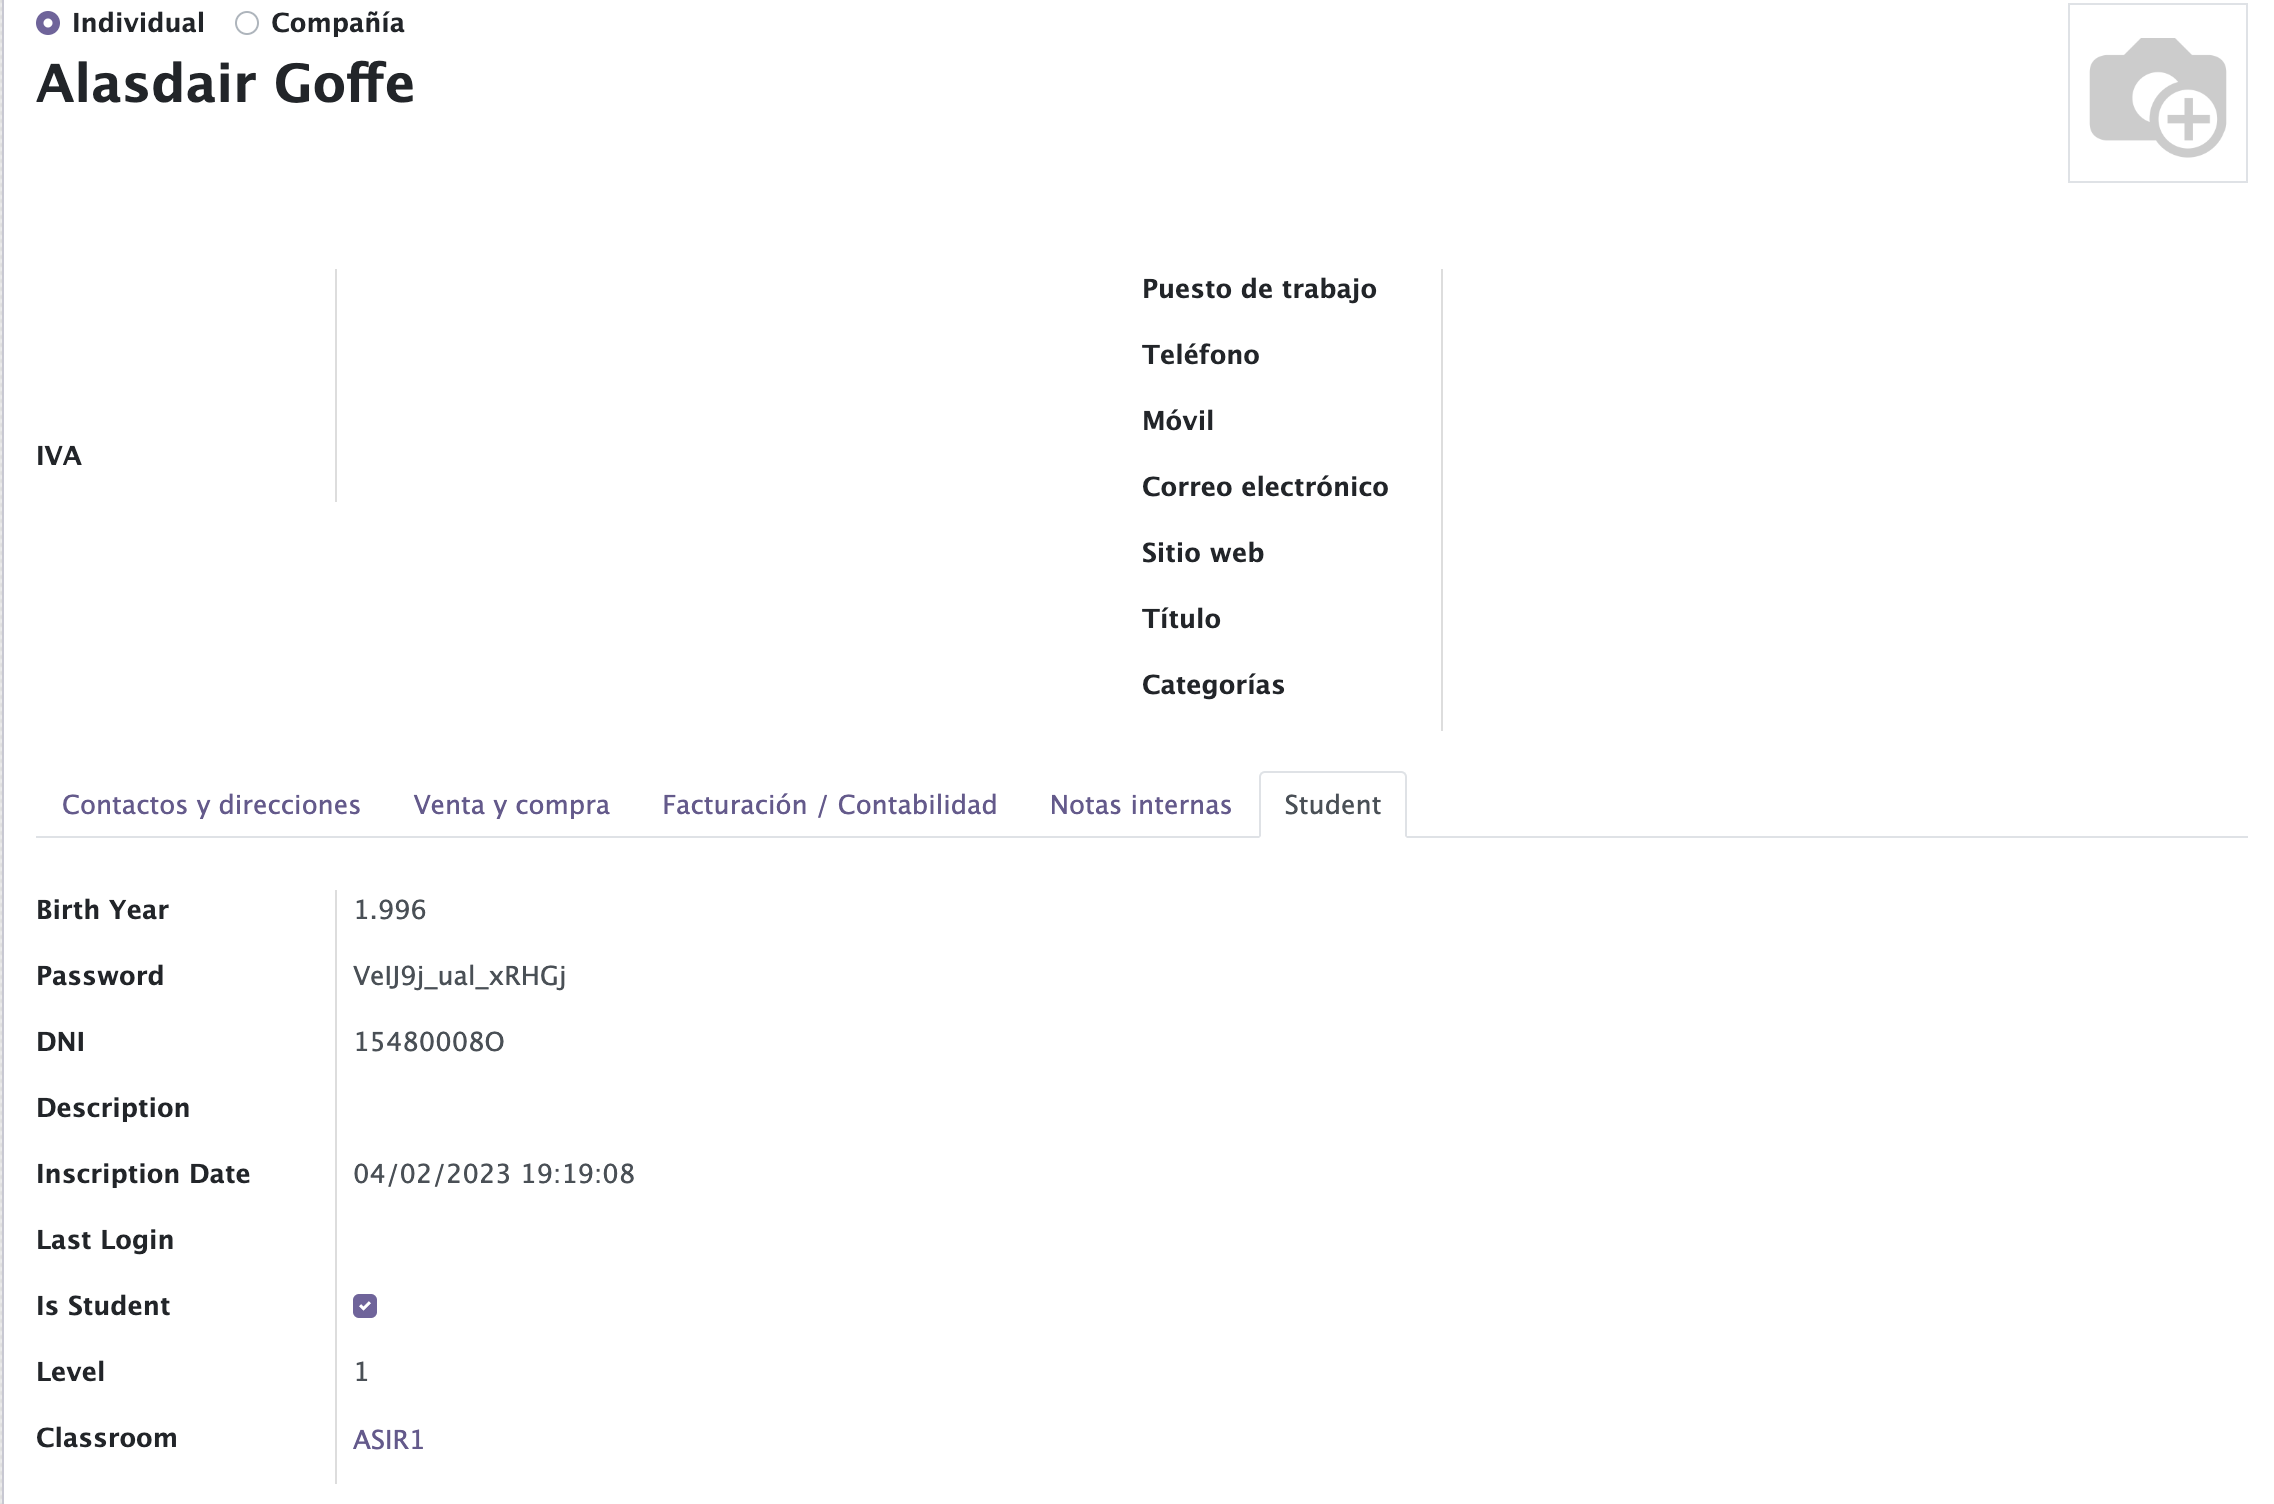 Individual Compañía
Alasdair Goffe
IVA
Puesto de trabajo
Teléfono
Móvil
Correo electrónico
Sitio web
Título
Categorías
Contactos y direcciones Venta y compra Facturación / Contabilidad Notas internas Student
Birth Year 1.996
Password VeIJ9j_ual_xRHGj
DNI 15480008O
Description
Inscription Date 04/02/2023 19:19:08
Last Login
Is Student
Level 1
Classroom ASIR1